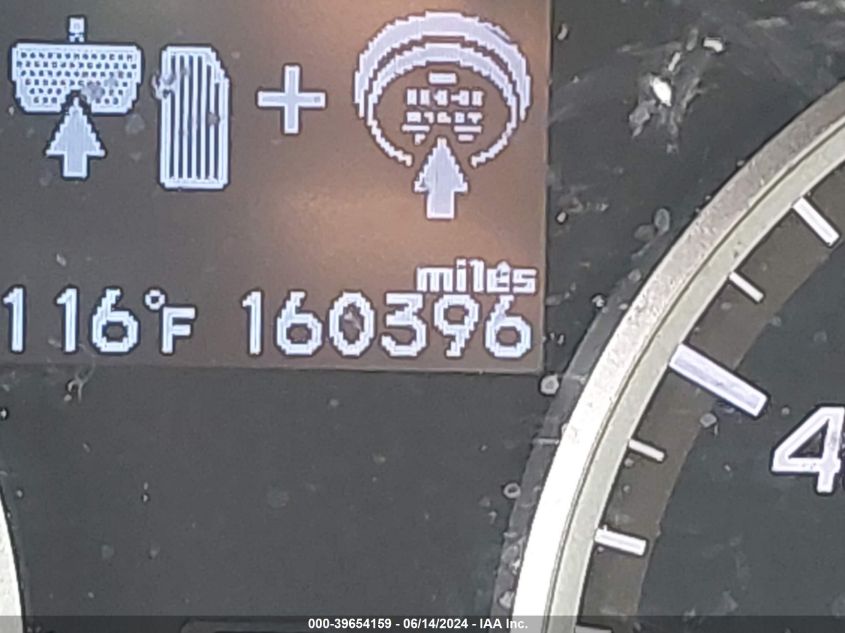 miles
116°F 160396
4
000-39654159 - 06/14/2024 - IAA Inc.